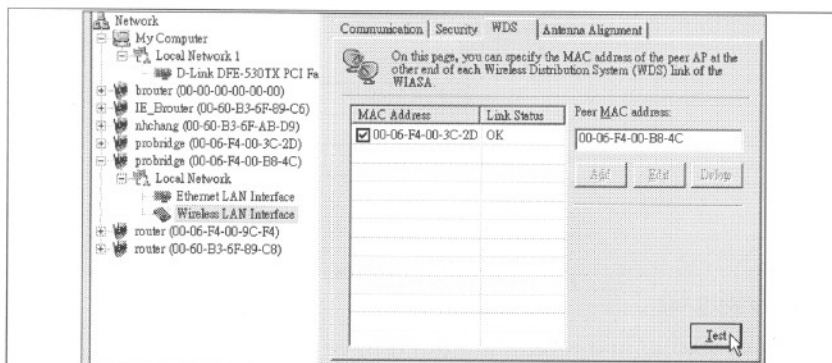 Network
My Computer
Local Network 1
D-Link DFE-530TX PCI Fa
brouter (00-00-00-00-00-00)
IE_Brouter (00-60-B3-6F-89-C6)
nhchang (00-60-B3-6F-AB-D9)
probridge (00-06-F4-00-3C-2D)
probridge (00-06-F4-00-B8-4C)
Local Network
Ethernet LAN Interface
Wireless LAN Interface
router (00-06-F4-00-9C-F4)
router (00-60-B3-6F-89-C8)
Communication Security WDS Antenna Alignment
On this page, you can specify the MAC address of the peer AP at the
other end of each Wireless Distribution System (WDS) link of the
WIASA.
MAC Address Link Status
00-06-F4-00-3C-2D OK
Peer MAC address:
00-06-F4-00-B8-4C
Add Edit Delete
Test